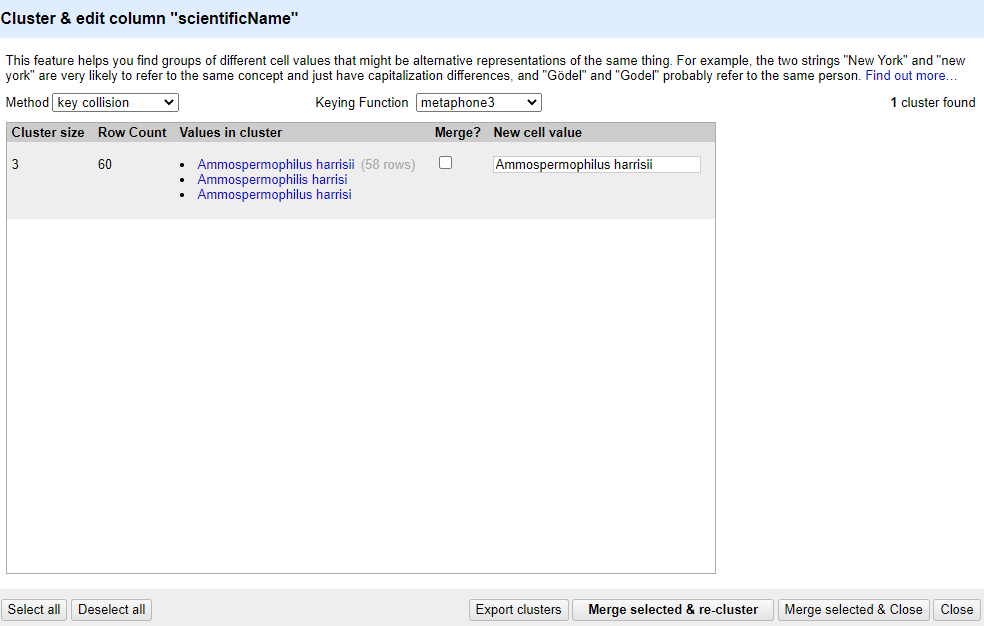 Cluster & edit column "scientificName"
This feature helps you find groups of different cell values that might be alternative representations of the same thing. For example, the two strings "New York" and "new
york" are very likely to refer to the same concept and just have capitalization differences, and "Gödel" and "Godel" probably refer to the same person. Find out more…
Method key collision Keying Function metaphone3 1 cluster found
Cluster size Row Count Values in cluster Merge? New cell value
3 60 • Ammospermophilus harrisii (58 rows) Ammospermophilus harrisii
• Ammospermophilis harrisi
• Ammospermophilus harrisi
Select all Deselect all Export clusters Merge selected & re-cluster Merge selected & Close Close